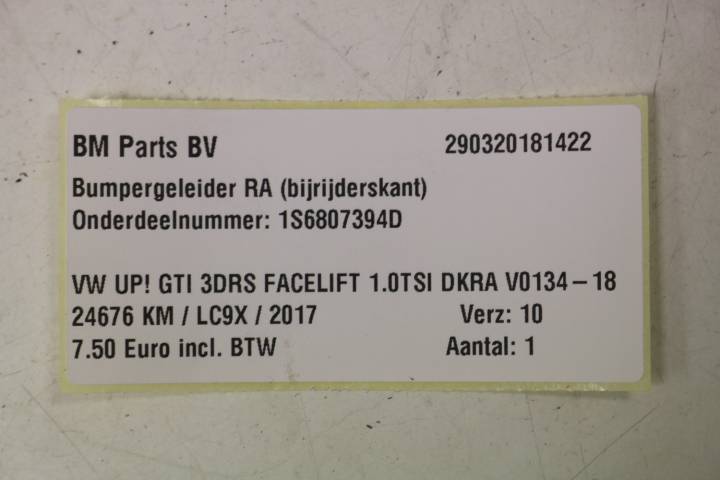 BM Parts BV 290320181422
Bumpergeleider RA (bijrijderskant)
Onderdeelnummer: 1S6807394D
VW UP! GTI 3DRS FACELIFT 1.0TSI DKRA V0134-18
24676 KM / LC9X / 2017 Verz: 10
7.50 Euro incl. BTW Aantal: 1